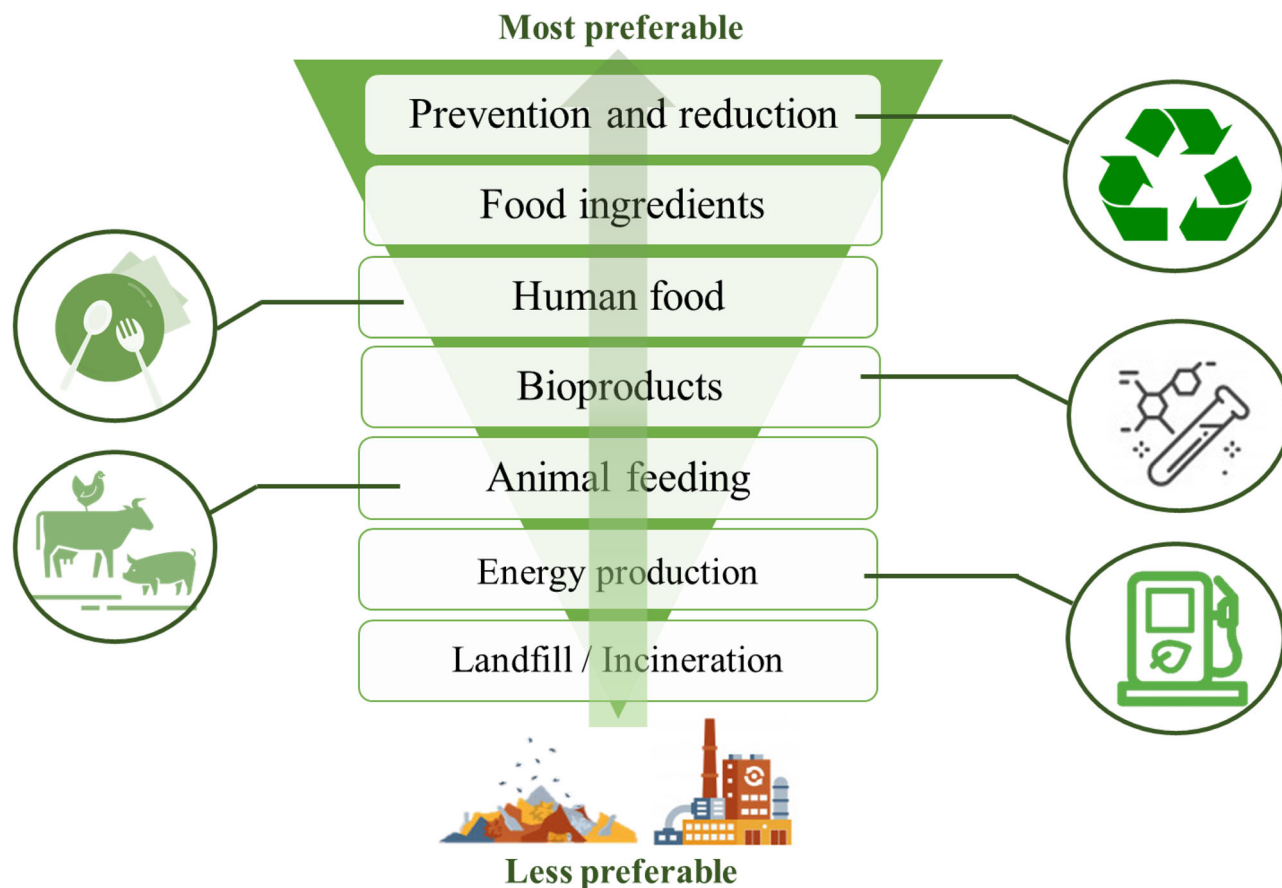 Most preferable
Prevention and reduction
Food ingredients
Human food
Bioproducts
Animal feeding
Energy production
Landfill / Incineration
Less preferable